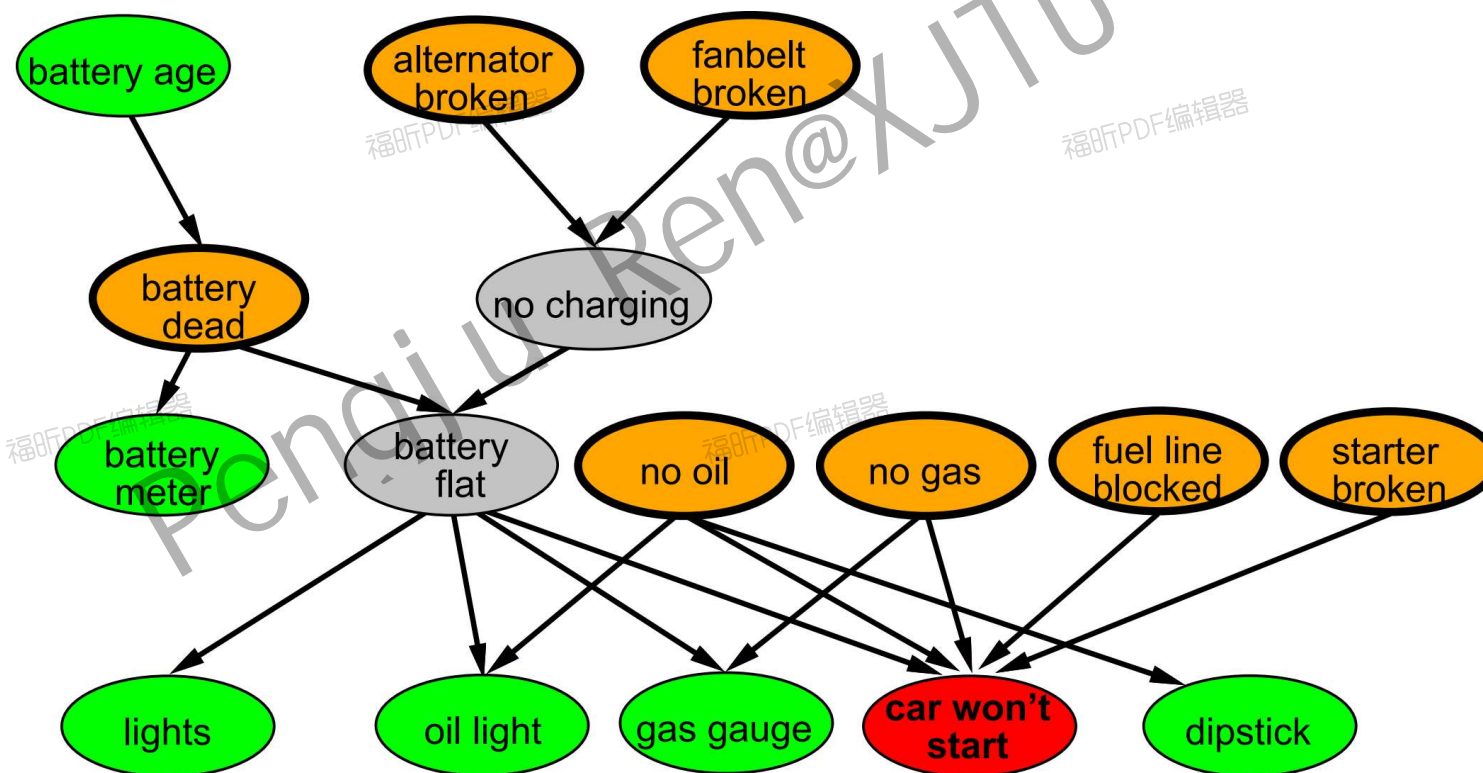 battery age
alternator
broken
fanbelt
broken
福昕PDF编辑器
福昕PDF编辑器
Pengju Ren@XJTU
battery
dead
no charging
福昕PDF编辑器
福昕PDF编辑器
battery
meter
battery
flat
no oil
no gas
fuel line
blocked
starter
broken
lights
oil light
gas gauge
car won't
start
dipstick